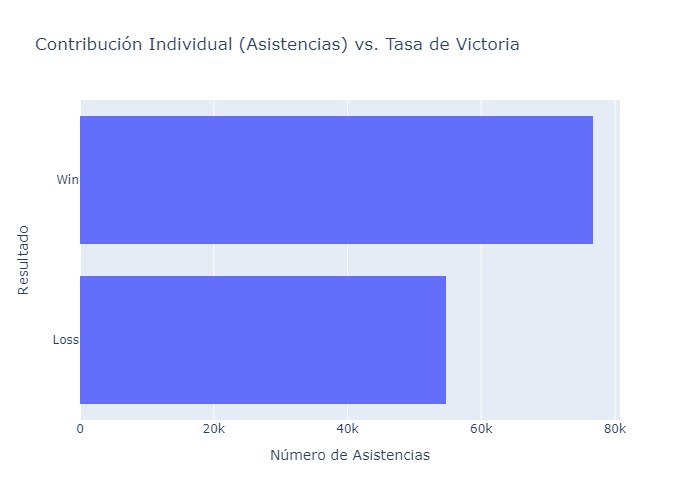 Contribución Individual (Asistencias) vs. Tasa de Victoria
Resultado
Win
Loss
0 20k 40k 60k 80k
Número de Asistencias